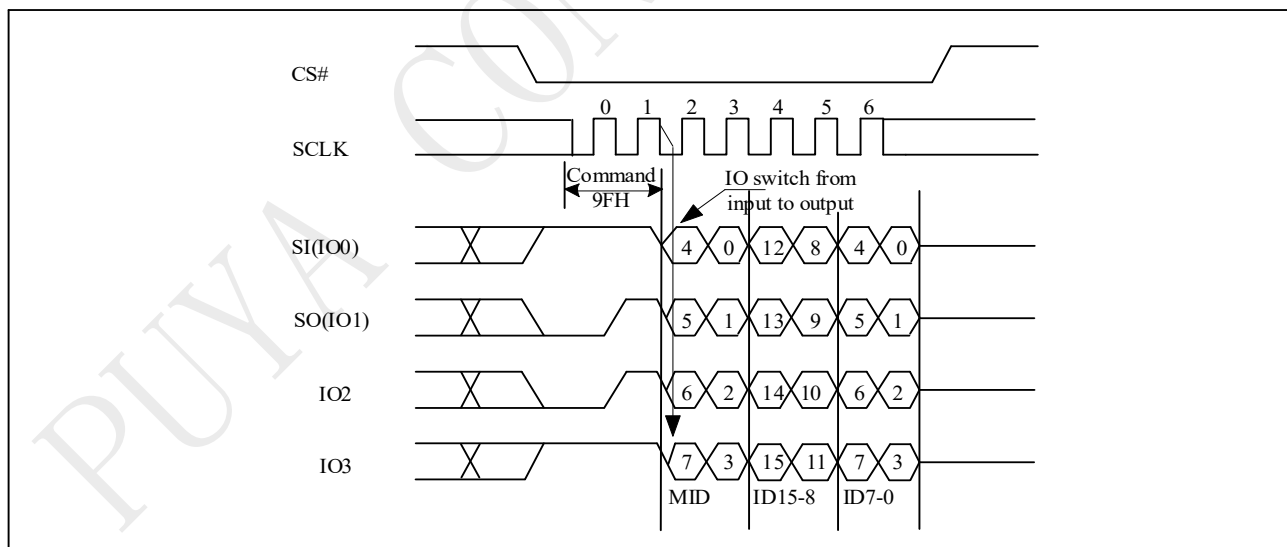 PUYA CON
CS#
0 1 2 3 4 5 6
SCLK
Command
9FH
IO switch from
input to output
SI(IO0) 4 0 12 8 4 0
SO(IO1) 5 1 13 9 5 1
IO2 6 2 14 10 6 2
IO3 7 3 15 11 7 3
MID ID15-8 ID7-0